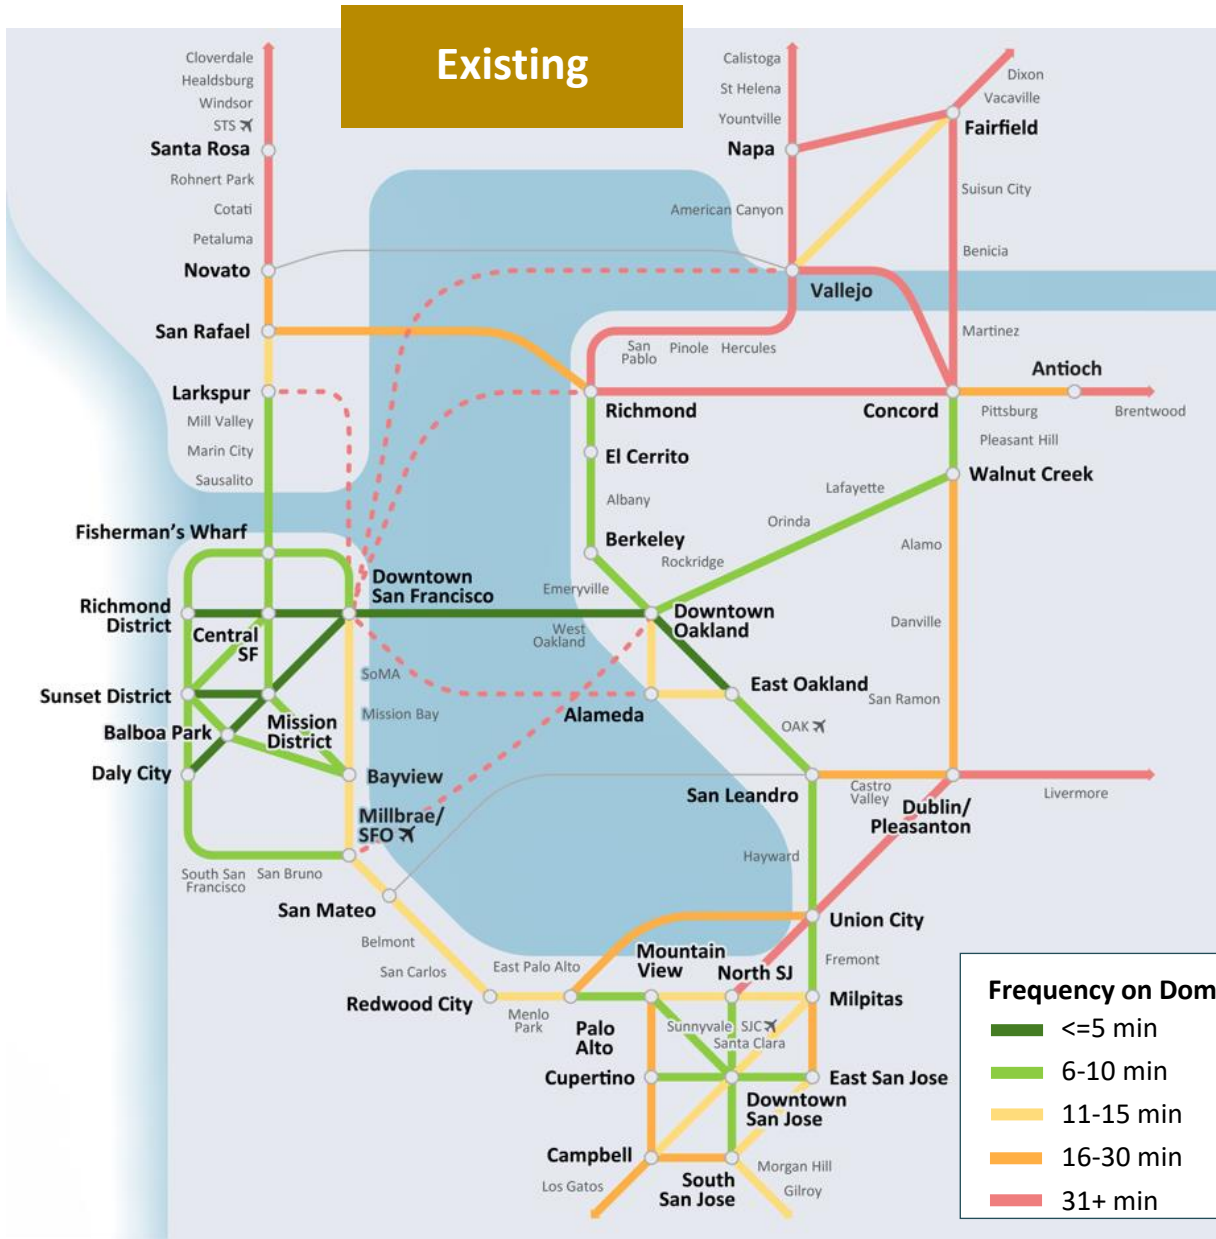 Existing
Cloverdale
Healdsburg
Windsor
STS
Santa Rosa
Rohnert Park
Cotati
Petaluma
Novato
San Rafael
Larkspur
Mill Valley
Marin City
Sausalito
Calistoga
St Helena
Yountville
Napa
American Canyon
Vallejo
Dixon
Vacaville
Fairfield
Suisun City
Benicia
Martinez
San
Pablo
Pinole
Hercules
Richmond
Concord
Antioch
Pittsburg
Brentwood
Pleasant Hill
Walnut Creek
El Cerrito
Albany
Berkeley
Lafayette
Orinda
Rockridge
Emeryville
Alamo
Danville
San Ramon
Fisherman's Wharf
Richmond
District
Central
SF
Downtown
San Francisco
West
Oakland
Downtown
Oakland
Sunset District
SoMA
Mission Bay
Mission
District
Balboa Park
Daly City
Bayview
Alameda
East Oakland
OAK
San Leandro
Castro
Valley
Dublin/
Pleasanton
Livermore
Millbrae/
SFO
South San
Francisco
San Bruno
San Mateo
Hayward
Union City
Belmont
San Carlos
Redwood City
East Palo Alto
Menlo
Park
Palo
Alto
Mountain
View
North SJ
Fremont
Milpitas
Sunnyvale
SJC
Santa Clara
Cupertino
East San Jose
Downtown
San Jose
Campbell
Los Gatos
South
San Jose
Morgan Hill
Gilroy
Frequency on Dom
<=5 min
6-10 min
11-15 min
16-30 min
31+ min